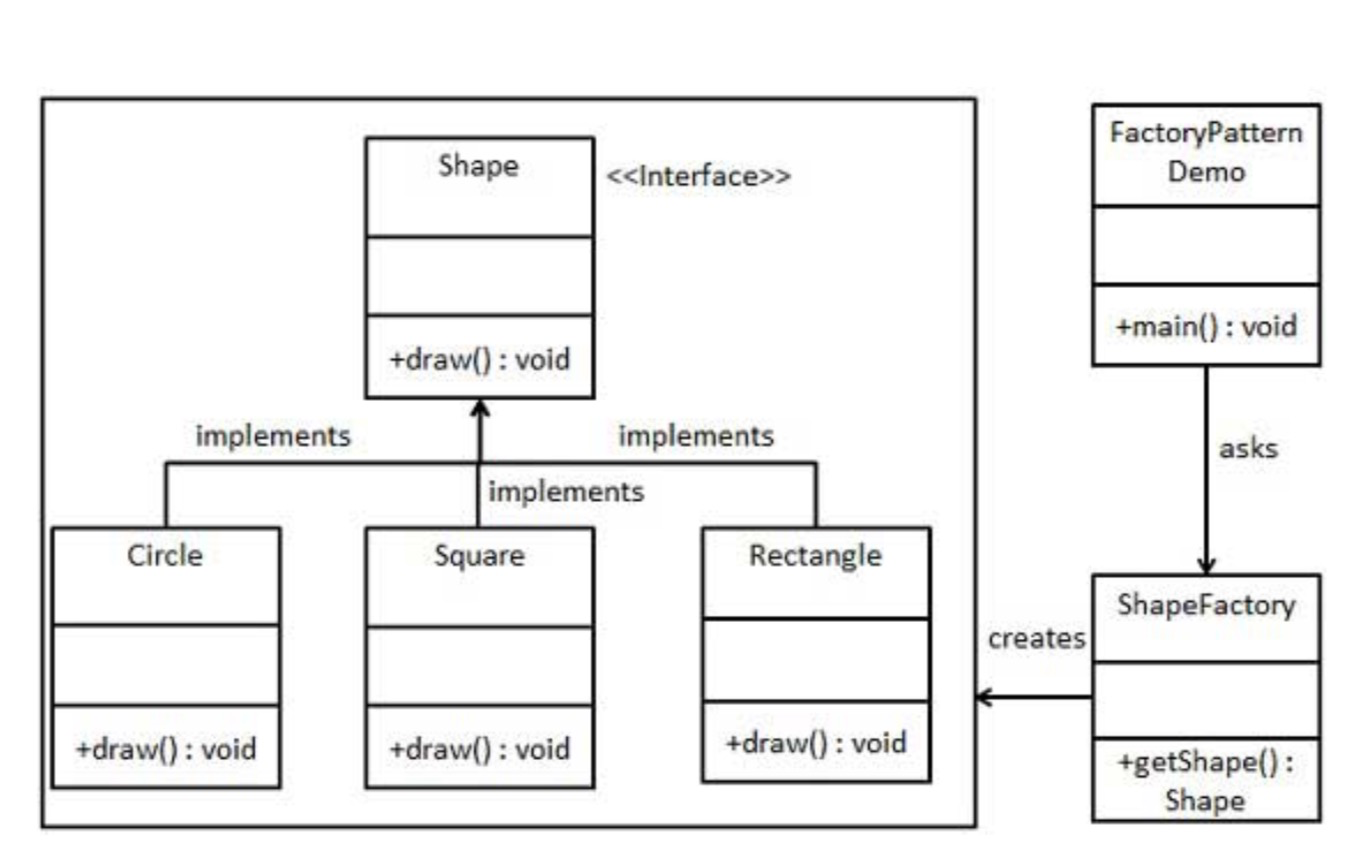 Shape
<<Interface>>
+draw() : void
implements
implements
implements
Circle
+draw() : void
Square
+draw() : void
Rectangle
+draw() : void
FactoryPattern
Demo
+main() : void
asks
ShapeFactory
+getShape() :
Shape
creates